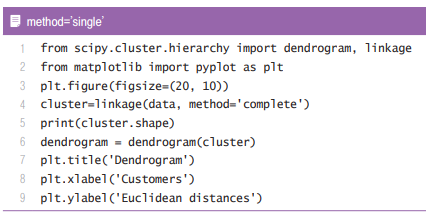 method='single'
1 from scipy.cluster.hierarchy import dendrogram, linkage
2 from matplotlib import pyplot as plt
3 plt.figure(figsize=(20, 10))
4 cluster=linkage(data, method='complete')
5 print(cluster.shape)
6 dendrogram = dendrogram(cluster)
7 plt.title('Dendrogram')
8 plt.xlabel('Customers')
9 plt.ylabel('Euclidean distances')